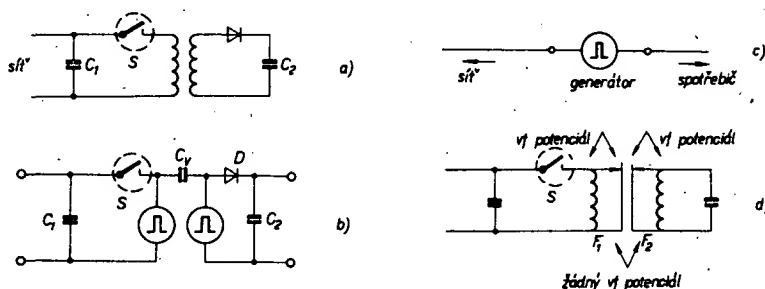 síť
C₁
S
C₂
a)
C₁
S
Cᵥ
D
C₂
b)
síť
generátor
spotřebič
c)
vf potenciál
vf potenciál
S
F₁
F₂
d)
žádný vf potenciál